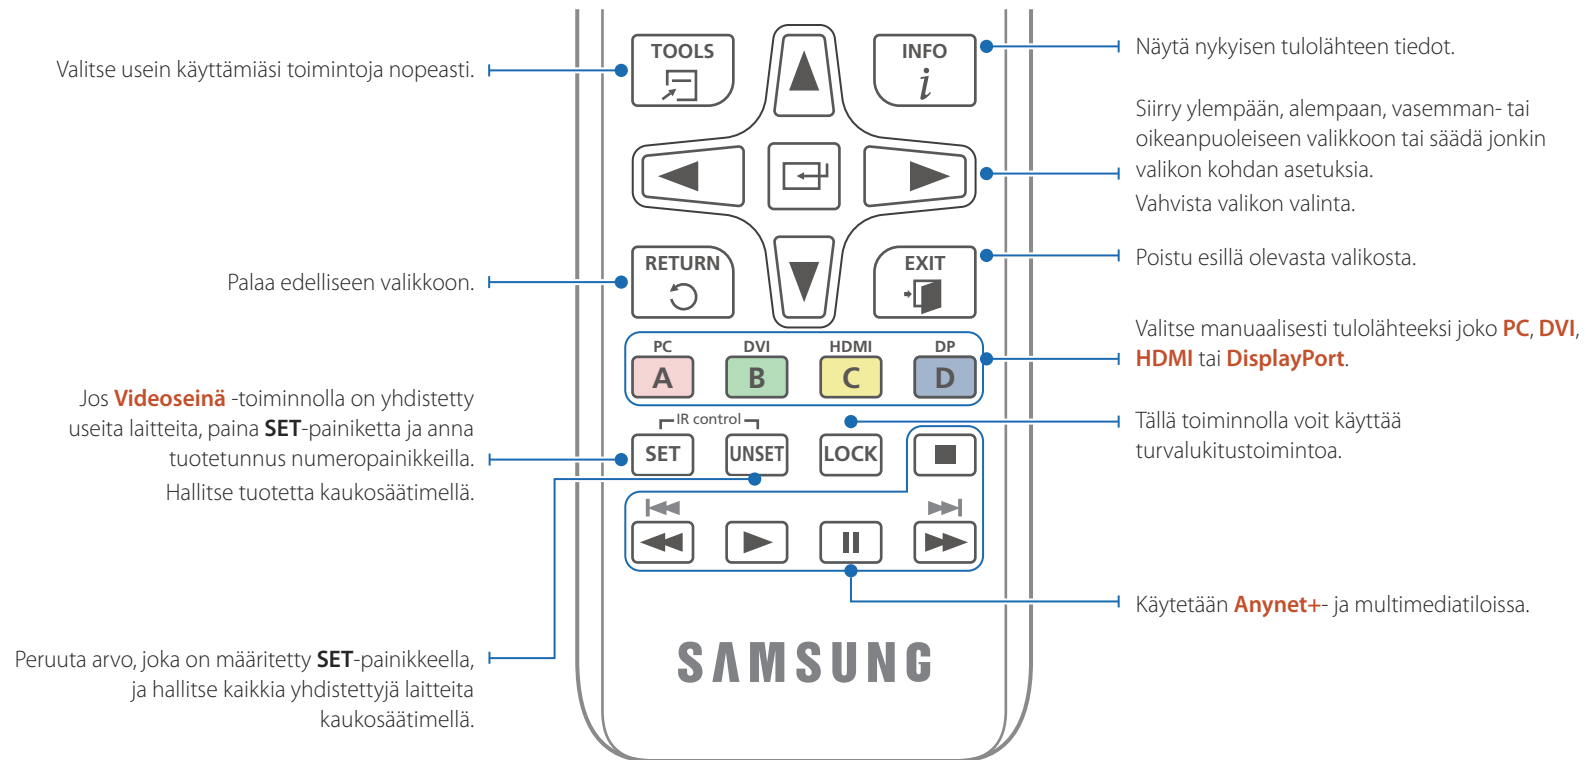 TOOLS
INFO
i
Valitse usein käyttämiäsi toimintoja nopeasti.
Näytä nykyisen tulolähteen tiedot.
Siirry ylempään, alempaan, vasemman- tai
oikeanpuoleiseen valikkoon tai säädä jonkin
valikon kohdan asetuksia.
Vahvista valikon valinta.
RETURN
EXIT
Palaa edelliseen valikkoon.
Poistu esillä olevasta valikosta.
PC DVI HDMI DP
A B C D
Valitse manuaalisesti tulolähteeksi joko PC, DVI,
HDMI tai DisplayPort.
Jos Videoseinä -toiminnolla on yhdistetty
useita laitteita, paina SET-painiketta ja anna
tuotetunnus numeropainikkeilla.
Hallitse tuotetta kaukosäätimellä.
IR control
SET UNSET LOCK
Tällä toiminnolla voit käyttää
turvalukitustoimintoa.
Käytetään Anynet+- ja multimediatiloissa.
Peruuta arvo, joka on määritetty SET-painikkeella,
ja hallitse kaikkia yhdistettyjä laitteita
kaukosäätimellä.
SAMSUNG